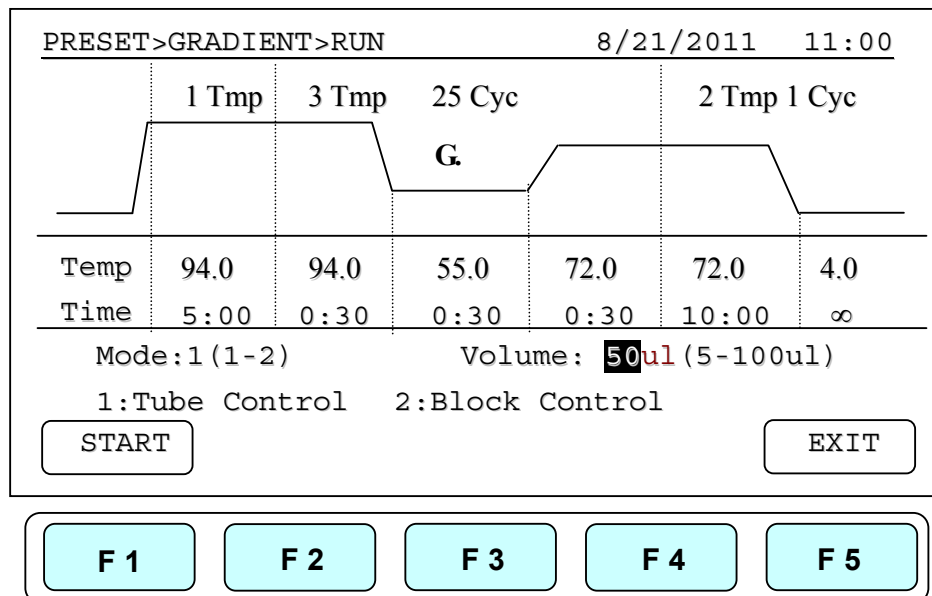 PRESET>GRADIENT>RUN 8/21/2011 11:00
1 Tmp 3 Tmp 25 Cyc 2 Tmp 1 Cyc
G.
Temp 94.0 94.0 55.0 72.0 72.0 4.0
Time 5:00 0:30 0:30 0:30 10:00 ∞
Mode:1(1-2) Volume: 50ul(5-100ul)
1:Tube Control 2:Block Control
START EXIT
F 1 F 2 F 3 F 4 F 5